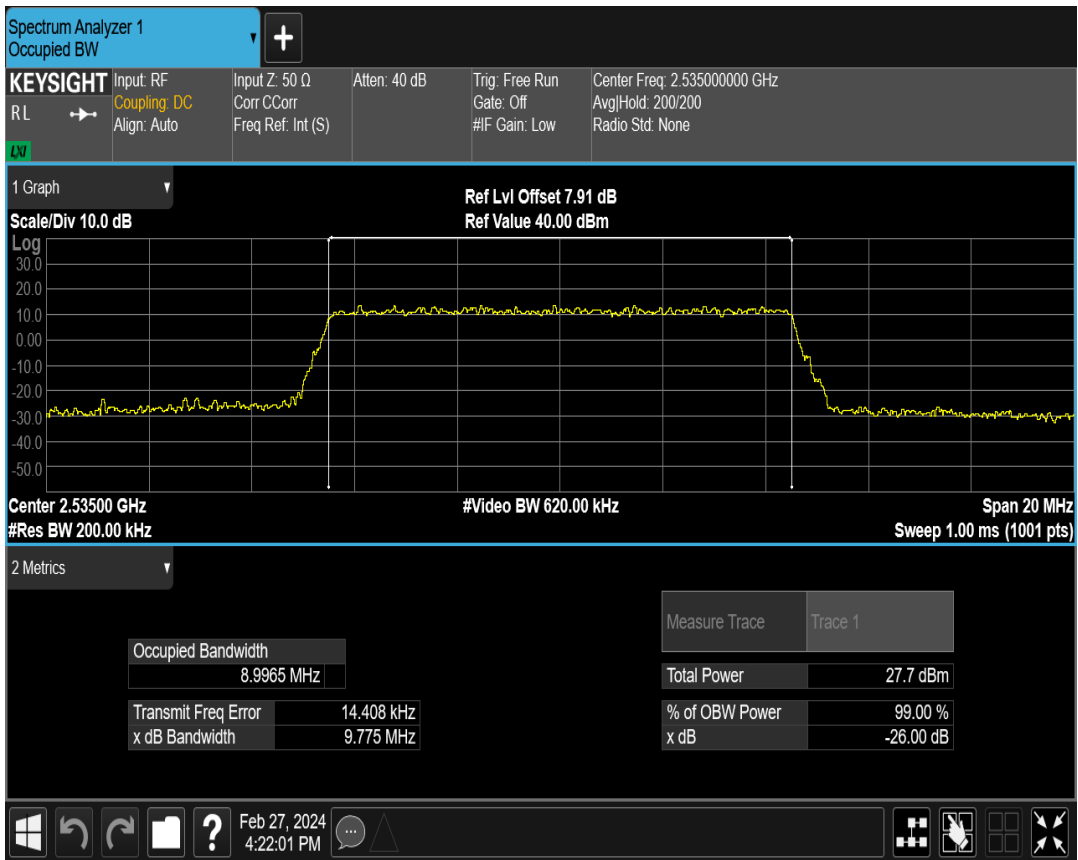 Spectrum Analyzer 1
Occupied BW
KEYSIGHT
RL
LXI
Input: RF
Coupling: DC
Align: Auto
Input Z: 50 Ω
Corr CCorr
Freq Ref: Int (S)
Atten: 40 dB
Trig: Free Run
Gate: Off
#IF Gain: Low
Center Freq: 2.535000000 GHz
Avg|Hold: 200/200
Radio Std: None
1 Graph
Scale/Div 10.0 dB
Ref Lvl Offset 7.91 dB
Ref Value 40.00 dBm
Log
30.0
20.0
10.0
0.00
-10.0
-20.0
-30.0
-40.0
-50.0
Center 2.53500 GHz
#Video BW 620.00 kHz
Span 20 MHz
#Res BW 200.00 kHz
Sweep 1.00 ms (1001 pts)
2 Metrics
Measure Trace Trace 1
Occupied Bandwidth
8.9965 MHz
Total Power 27.7 dBm
Transmit Freq Error 14.408 kHz
% of OBW Power 99.00 %
x dB Bandwidth 9.775 MHz
x dB -26.00 dB
?
Feb 27, 2024
4:22:01 PM